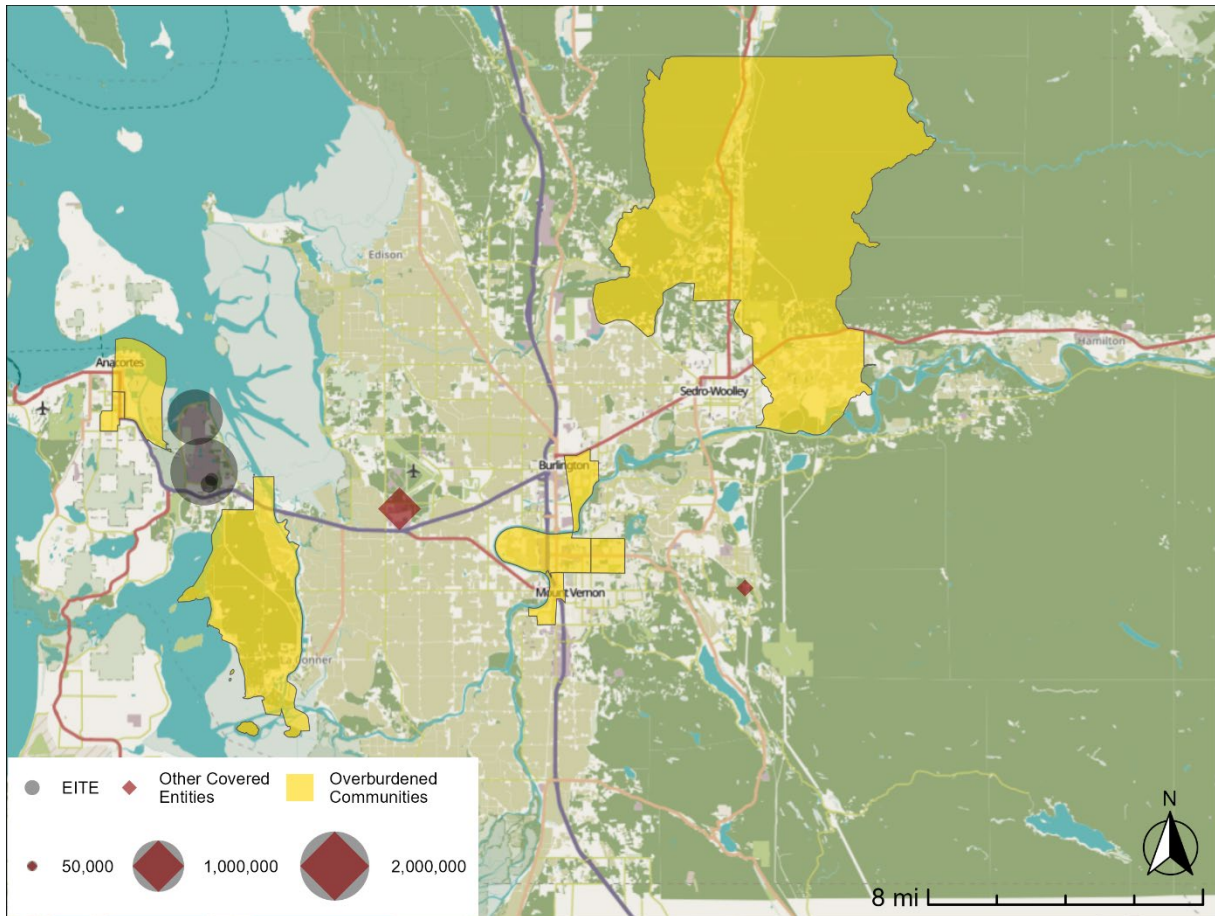 Edison
Anacortes
Hamilton
Sedro-Woolley
Burlington
Mount Vernon
La Conner
EITE
Other Covered
Entities
Overburdened
Communities
50,000
1,000,000
2,000,000
N
8 mi